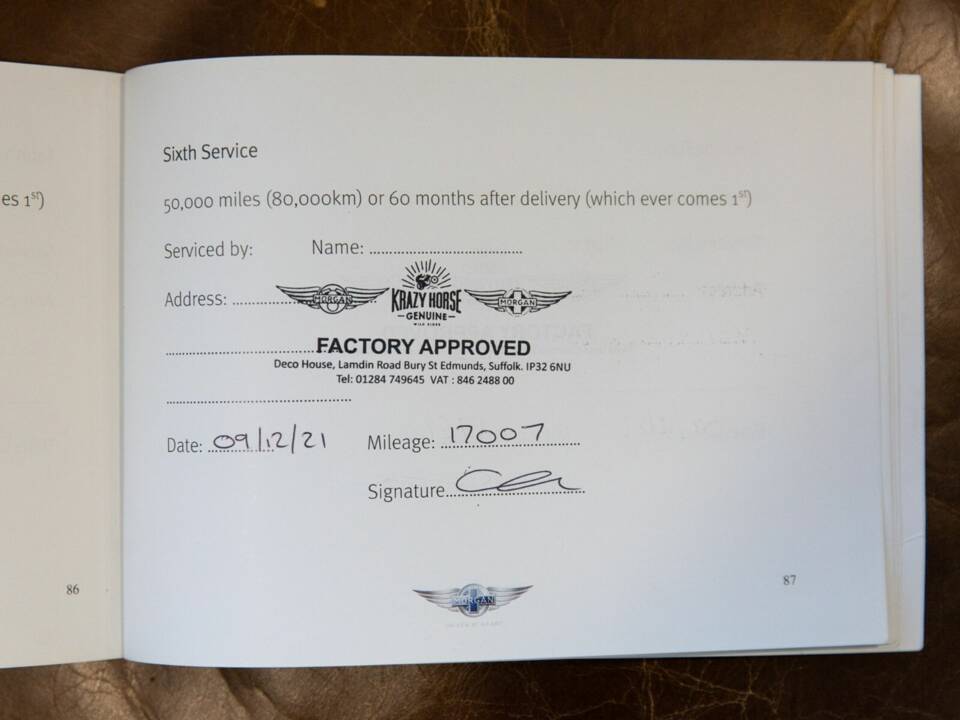 es 1st)
86
Sixth Service
50,000 miles (80,000km) or 60 months after delivery (which ever comes 1st)
Serviced by: Name: ................................
Address: ................................
MORGAN
KRAZY HORSE
GENUINE
WILD RIDES
MORGAN
FACTORY APPROVED
Deco House, Lamdin Road Bury St Edmunds, Suffolk. IP32 6NU
Tel: 01284 749645 VAT : 846 2488 00
Date: 09/12/21 Mileage: 17007
Signature................................
MORGAN
87